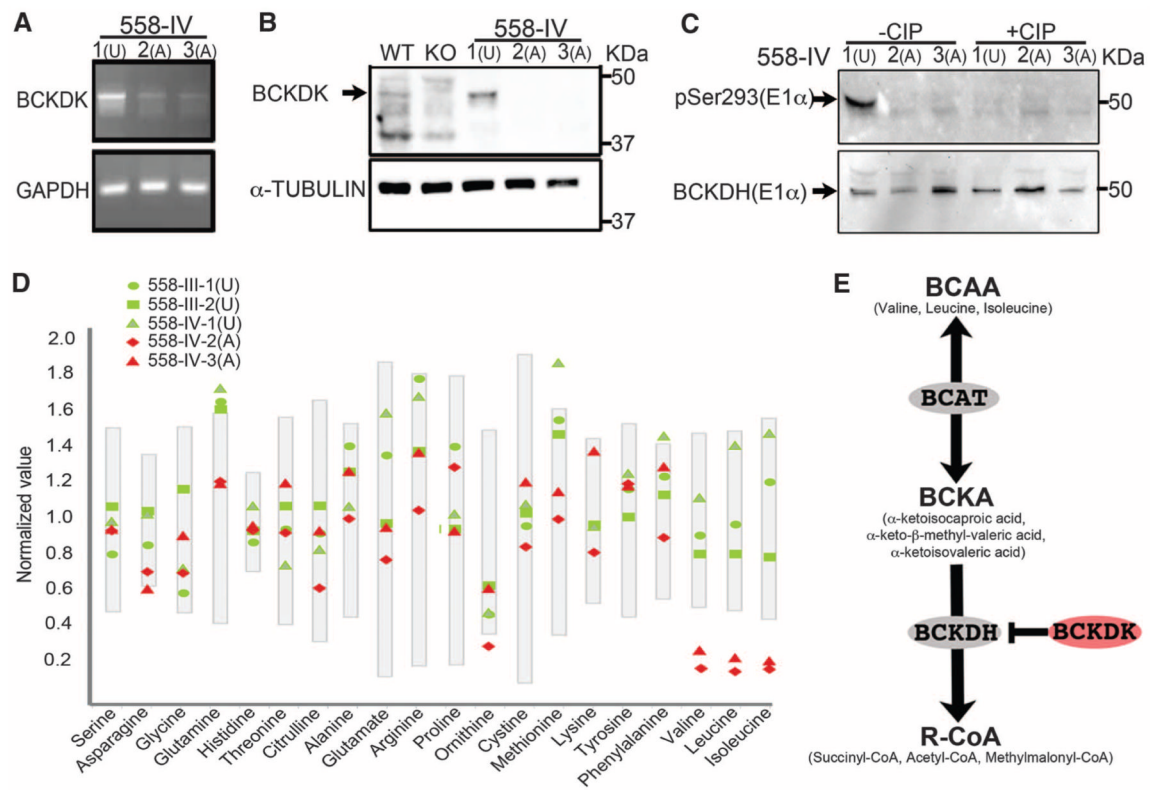 A
558-IV
1(U) 2(A) 3(A)
BCKDK
GAPDH
B
558-IV
WT KO 1(U) 2(A) 3(A) KDa
BCKDK
50
37
α-TUBULIN
37
C
-CIP +CIP
558-IV 1(U) 2(A) 3(A) 1(U) 2(A) 3(A) KDa
pSer293(E1α)
50
BCKDH(E1α)
50
D
558-III-1(U)
558-III-2(U)
558-IV-1(U)
558-IV-2(A)
558-IV-3(A)
Normalized value
2.0
1.8
1.6
1.4
1.2
1.0
0.8
0.6
0.4
0.2
Serine
Asparagine
Glycine
Glutamine
Histidine
Threonine
Citrulline
Alanine
Glutamate
Arginine
Proline
Ornithine
Cystine
Methionine
Lysine
Tyrosine
Phenylalanine
Valine
Leucine
Isoleucine
E
BCAA
(Valine, Leucine, Isoleucine)
BCAT
BCKA
(α-ketoisocaproic acid,
α-keto-β-methyl-valeric acid,
α-ketoisovaleric acid)
BCKDH
BCKDK
R-CoA
(Succinyl-CoA, Acetyl-CoA, Methylmalonyl-CoA)